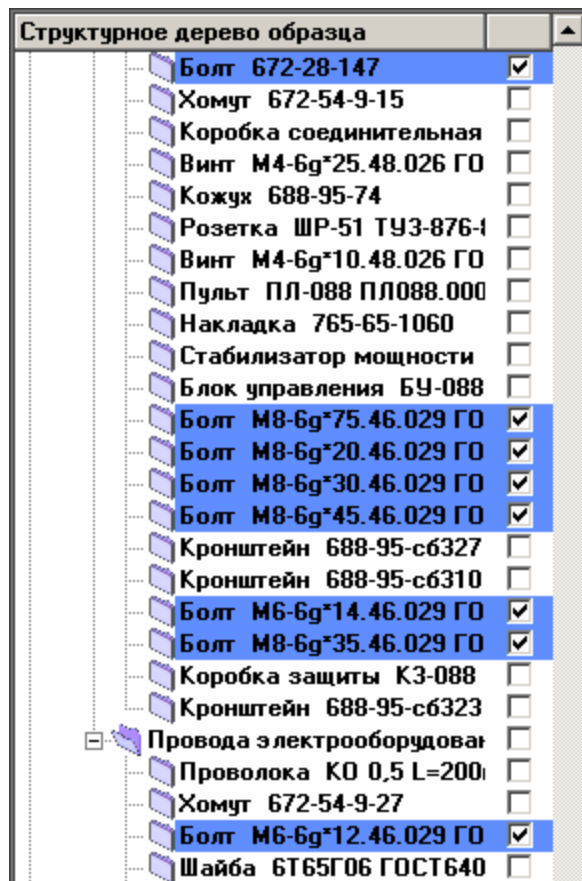 Структурное дерево образца
Болт 672-28-147
Хомут 672-54-9-15
Коробка соединительная
Винт М4-6g*25.48.026 ГО
Кожух 688-95-74
Розетка ШР-51 ТУ3-876-
Винт М4-6g*10.48.026 ГО
Пульт ПЛ-088 ПЛ088.000
Накладка 765-65-1060
Стабилизатор мощности
Блок управления БУ-088
Болт М8-6g*75.46.029 ГО
Болт М8-6g*20.46.029 ГО
Болт М8-6g*30.46.029 ГО
Болт М8-6g*45.46.029 ГО
Кронштейн 688-95-сб327
Кронштейн 688-95-сб310
Болт М6-6g*14.46.029 ГО
Болт М8-6g*35.46.029 ГО
Коробка защиты КЗ-088
Кронштейн 688-95-сб323
Провода электрооборудован
Проволока КО 0,5 L=200
Хомут 672-54-9-27
Болт М6-6g*12.46.029 ГО
Шайба 6Т65Г06 ГОСТ640